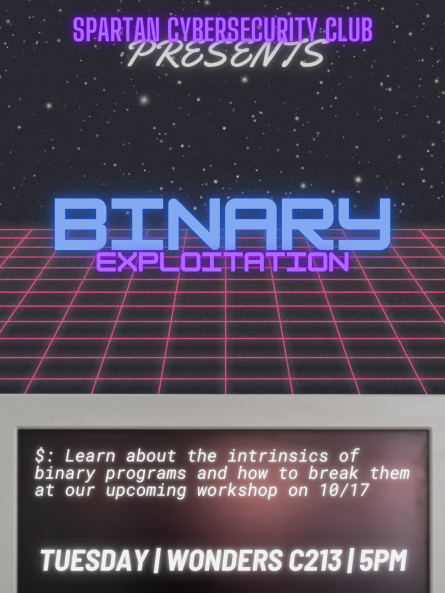 SPARTAN CYBERSECURITY CLUB
PRESENTS
BINARY
EXPLOITATION
$: Learn about the intrinsics of
binary programs and how to break them
at our upcoming workshop on 10/17
TUESDAY | WONDERS C213 | 5PM